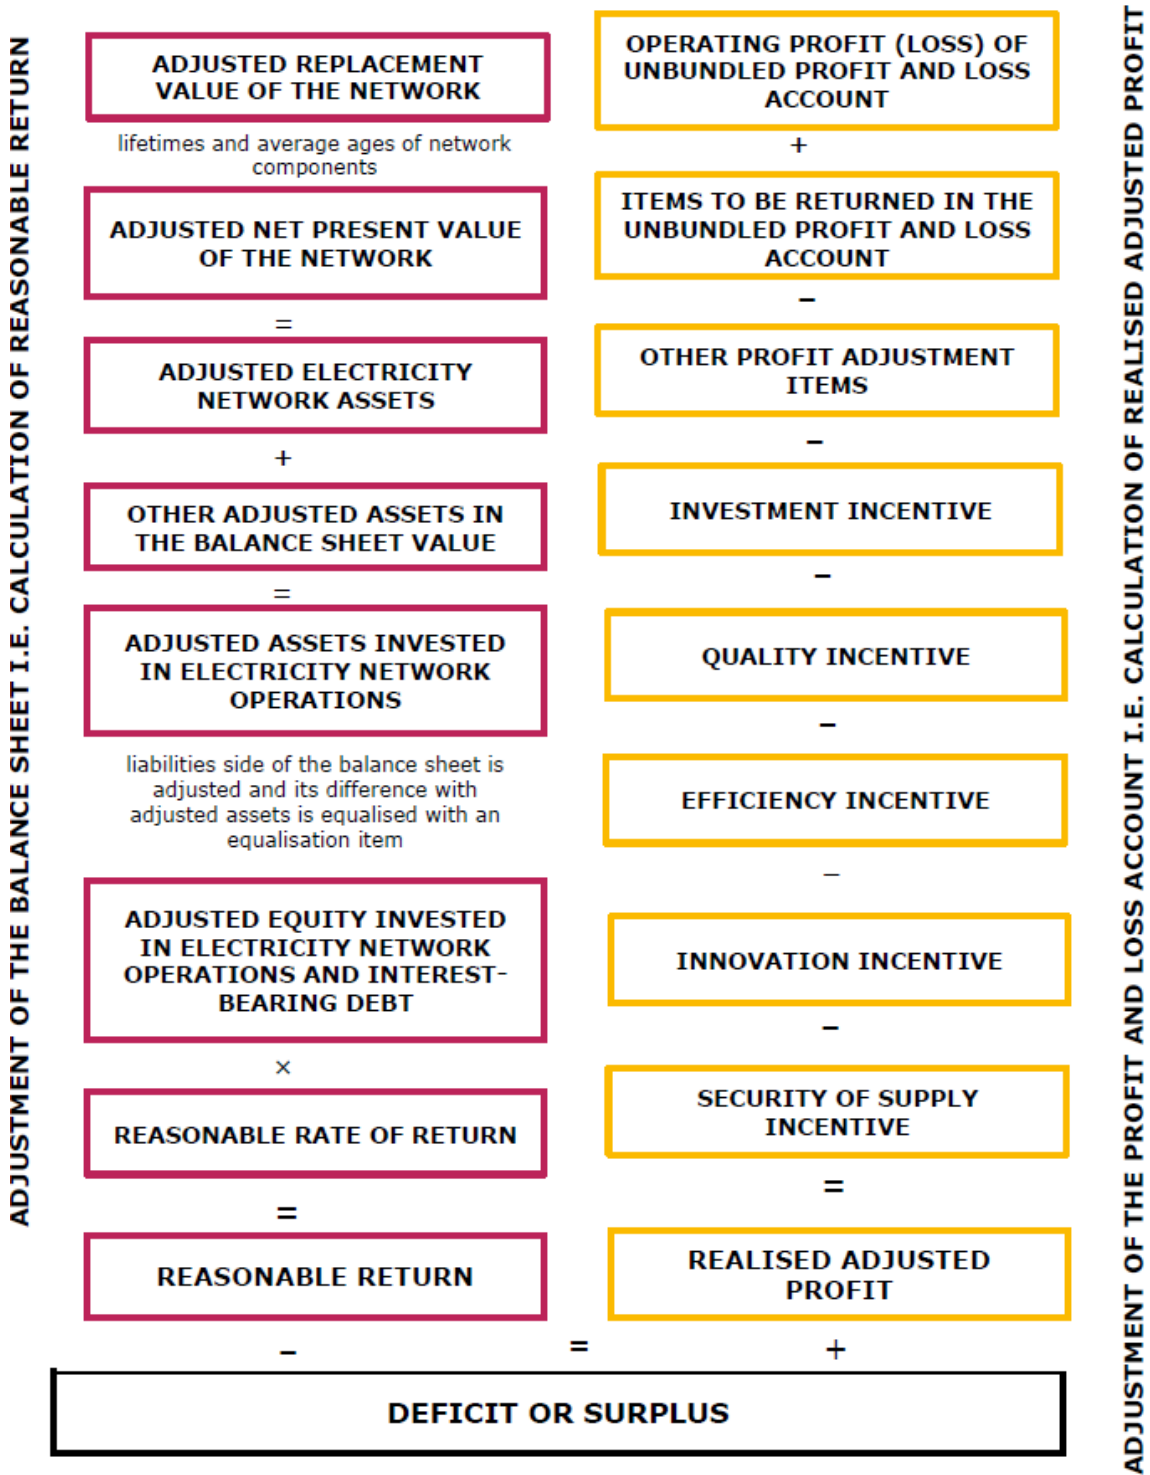 ADJUSTMENT OF THE BALANCE SHEET I.E. CALCULATION OF REASONABLE RETURN
ADJUSTED REPLACEMENT
VALUE OF THE NETWORK
lifetimes and average ages of network
components
ADJUSTED NET PRESENT VALUE
OF THE NETWORK
=
ADJUSTED ELECTRICITY
NETWORK ASSETS
+
OTHER ADJUSTED ASSETS IN
THE BALANCE SHEET VALUE
=
ADJUSTED ASSETS INVESTED
IN ELECTRICITY NETWORK
OPERATIONS
liabilities side of the balance sheet is
adjusted and its difference with
adjusted assets is equalised with an
equalisation item
ADJUSTED EQUITY INVESTED
IN ELECTRICITY NETWORK
OPERATIONS AND INTEREST-
BEARING DEBT
×
REASONABLE RATE OF RETURN
=
REASONABLE RETURN
–
OPERATING PROFIT (LOSS) OF
UNBUNDLED PROFIT AND LOSS
ACCOUNT
+
ITEMS TO BE RETURNED IN THE
UNBUNDLED PROFIT AND LOSS
ACCOUNT
–
OTHER PROFIT ADJUSTMENT
ITEMS
–
INVESTMENT INCENTIVE
–
QUALITY INCENTIVE
–
EFFICIENCY INCENTIVE
–
INNOVATION INCENTIVE
–
SECURITY OF SUPPLY
INCENTIVE
=
REALISED ADJUSTED
PROFIT
+
=
DEFICIT OR SURPLUS
ADJUSTMENT OF THE PROFIT AND LOSS ACCOUNT I.E. CALCULATION OF REALISED ADJUSTED PROFIT